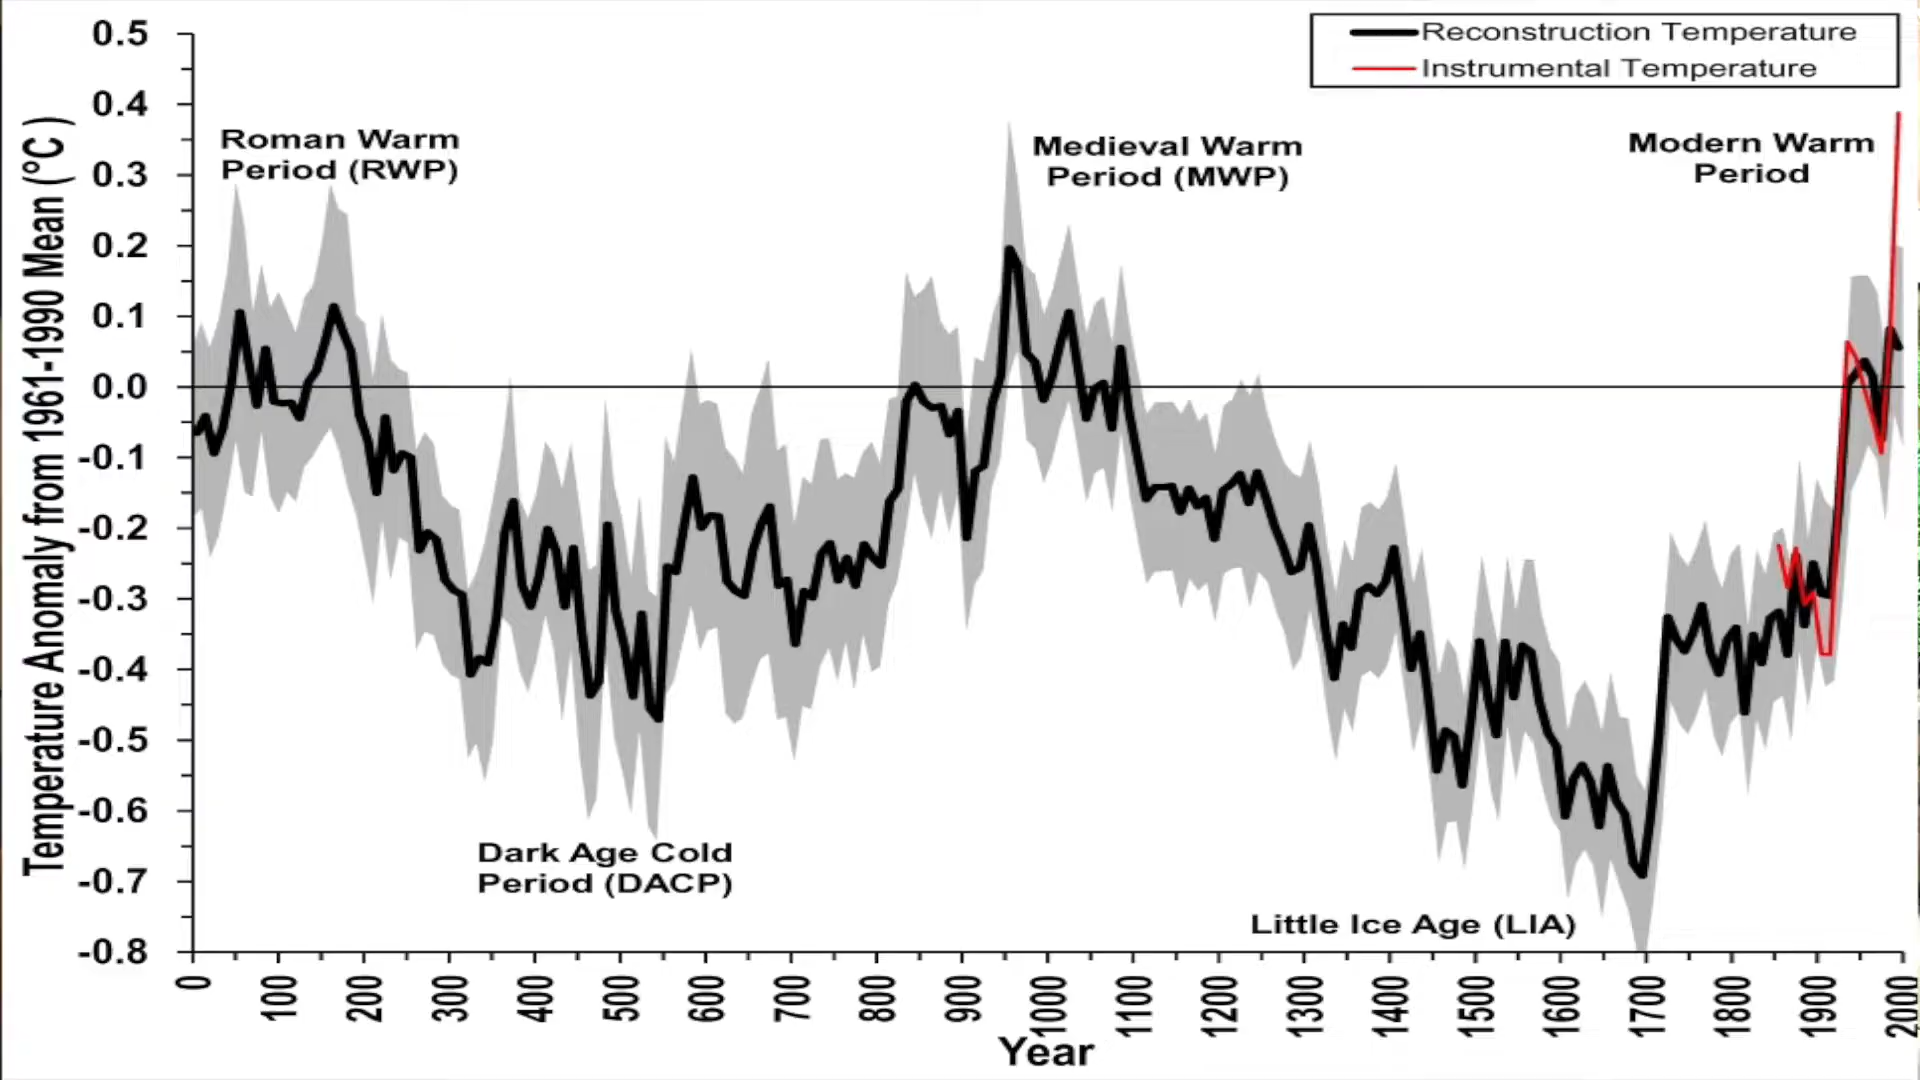 Reconstruction Temperature
Instrumental Temperature
Roman Warm
Period (RWP)
Medieval Warm
Period (MWP)
Modern Warm
Period
Dark Age Cold
Period (DACP)
Little Ice Age (LIA)
Temperature Anomaly from 1961-1990 Mean (°C )
0.5
0.4
0.3
0.2
0.1
0.0
-0.1
-0.2
-0.3
-0.4
-0.5
-0.6
-0.7
-0.8
0 100 200 300 400 500 600 700 800 900 1000 1100 1200 1300 1400 1500 1600 1700 1800 1900 2000
Year